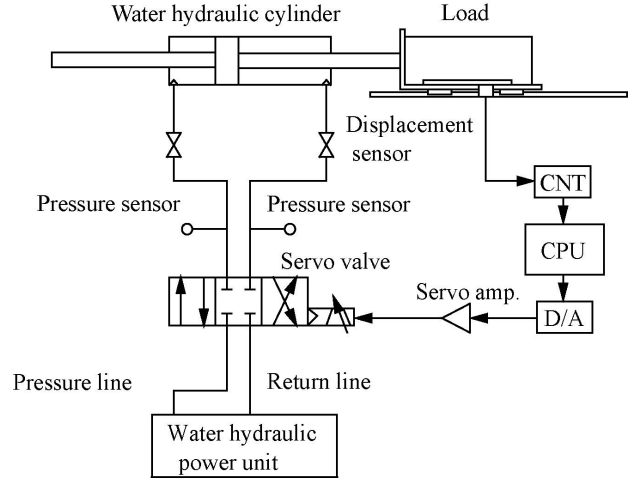 Water hydraulic cylinder
Load
Displacement
sensor
CNT
Pressure sensor
Pressure sensor
CPU
Servo valve
Servo amp.
D/A
Pressure line
Return line
Water hydraulic
power unit